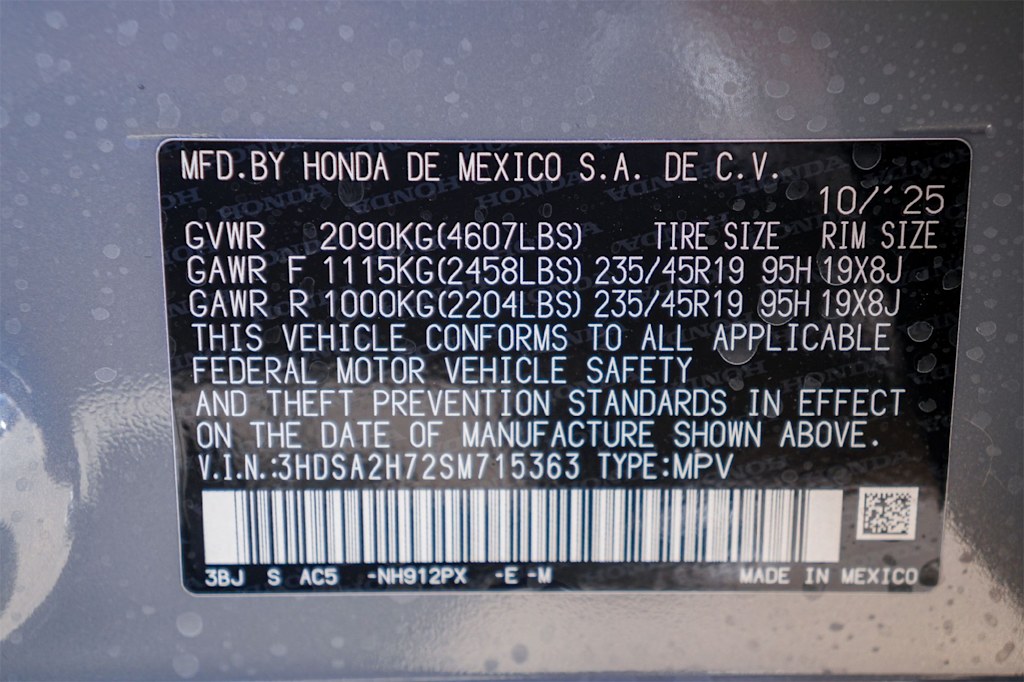 MFD.BY HONDA DE MEXICO S.A. DE C.V.
10/'25
GVWR 2090KG(4607LBS) TIRE SIZE RIM SIZE
GAWR F 1115KG(2458LBS) 235/45R19 95H 19X8J
GAWR R 1000KG(2204LBS) 235/45R19 95H 19X8J
THIS VEHICLE CONFORMS TO ALL APPLICABLE
FEDERAL MOTOR VEHICLE SAFETY
AND THEFT PREVENTION STANDARDS IN EFFECT
ON THE DATE OF MANUFACTURE SHOWN ABOVE.
V.I.N.:3HDSA2H72SM715363 TYPE:MPV
3BJ S AC5 -NH912PX -E -M MADE IN MEXICO